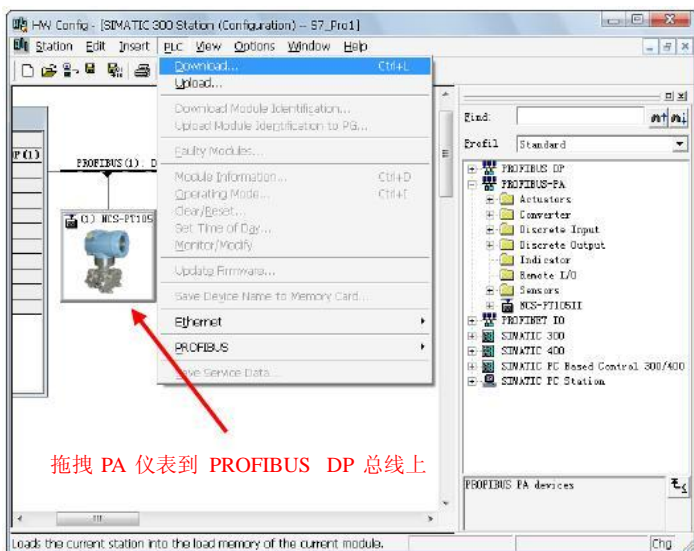 HW Config - [SIMATIC 300 Station (Configuration) -- S7_Pro1]
Station Edit Insert PLC View Options Window Help
Download... Ctrl+L
Upload...
Download Module Identification...
Upload Module Identification to PG...
Faulty Modules...
Module Information... Ctrl+D
Operating Mode... Ctrl+I
Clear/Reset...
Set Time of Day...
Monitor/Modify
Update Firmware...
Save Device Name to Memory Card...
Ethernet
PROFIBUS
Save Service Data...
P(1)
PROFIBUS(1): D
(1) NCS-PT105
拖拽 PA 仪表到 PROFIBUS DP 总线上
Find:
Profil Standard
PROFIBUS DP
PROFIBUS-PA
Actuators
Converter
Discrete Input
Discrete Output
Indicator
Remote I/O
Sensors
NCS-PT105II
PROFINET IO
SIMATIC 300
SIMATIC 400
SIMATIC PC Based Control 300/400
SIMATIC PC Station
PROFIBUS PA devices
Loads the current station into the load memory of the current module.
Chg